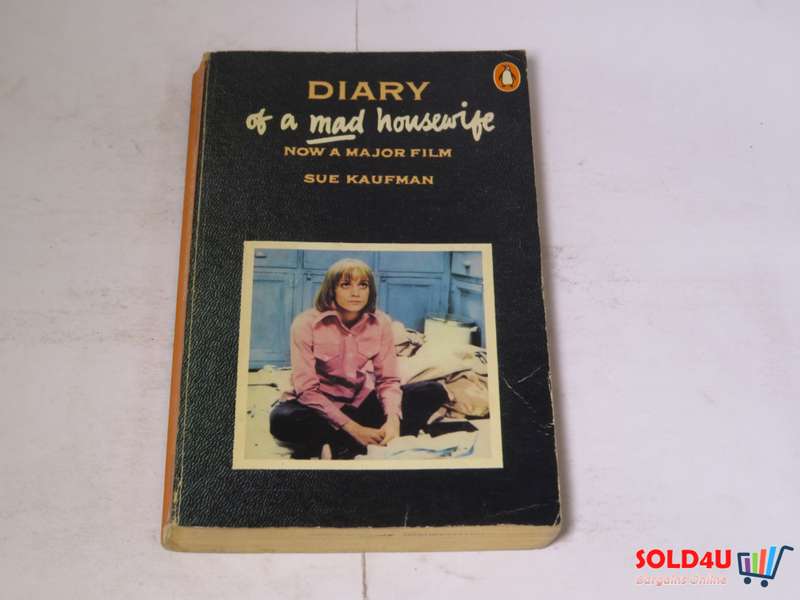 DIARY
of a mad housewife
NOW A MAJOR FILM
SUE KAUFMAN
SOLD4U
Bargains Online